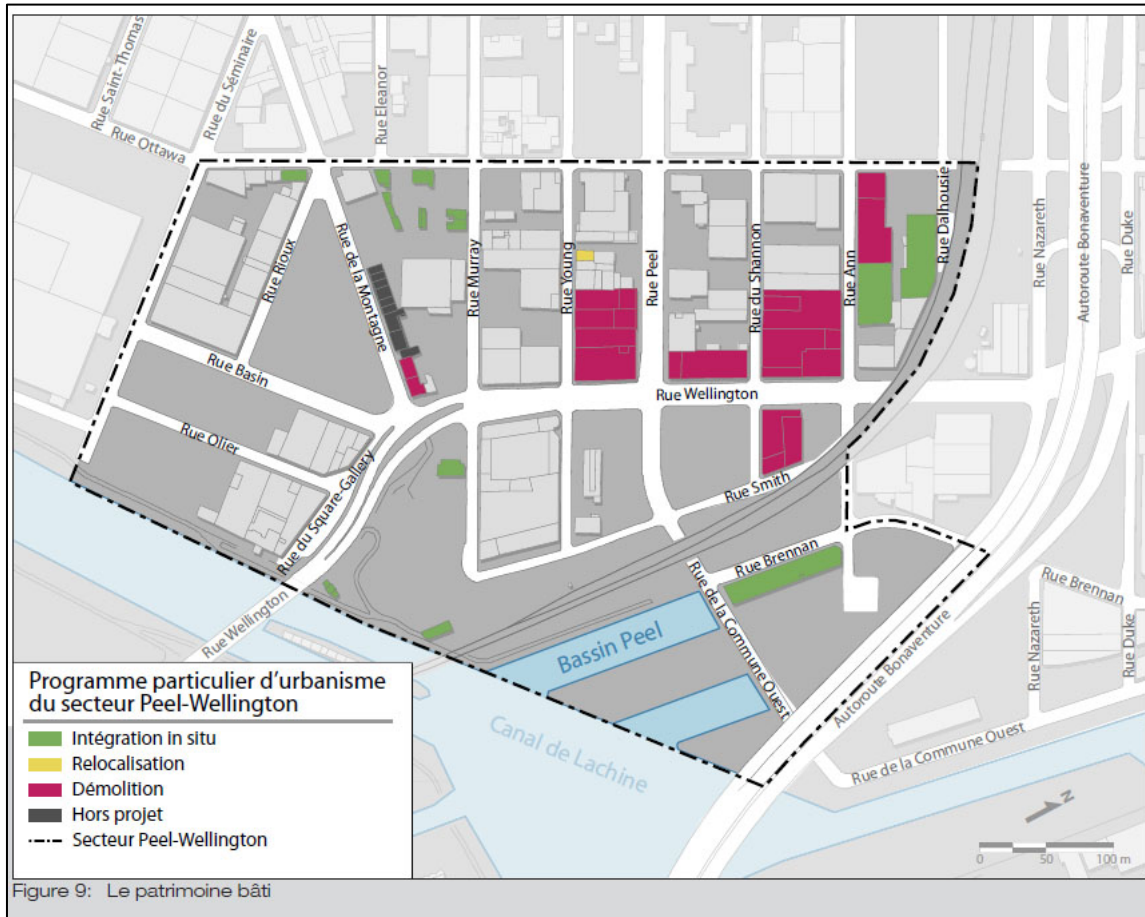 Rue Saint-Thomas
Rue du Séminaire
Rue Ottawa
Rue Eleanor
Rue Rioux
Rue de la Montagne
Rue Murray
Rue Young
Rue Peel
Rue du Shannon
Rue Ann
Rue Dalhousie
Rue Nazareth
Autoroute Bonaventure
Rue Duke
Rue Basin
Rue Olier
Rue Wellington
Rue du Square-Gallery
Rue Smith
Rue Brennan
Rue de la Commune Ouest
Rue Wellington
Bassin Peel
Canal de Lachine
Autoroute Bonaventure
Rue Brennan
Rue Nazareth
Rue Duke
Rue de la Commune Ouest
N
0 50 100 m
Programme particulier d'urbanisme
du secteur Peel-Wellington
Intégration in situ
Relocalisation
Démolition
Hors projet
Secteur Peel-Wellington
Figure 9: Le patrimoine bâti